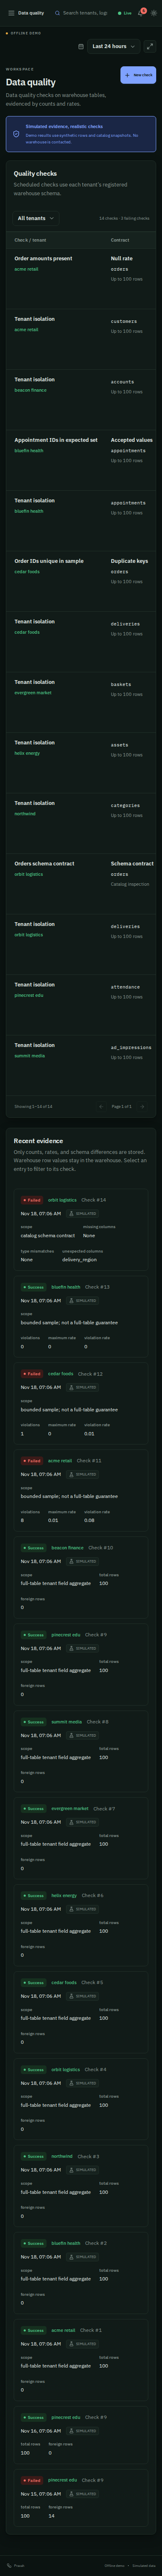 Data quality
Search tenants, logi
Live
OFFLINE DEMO
Last 24 hours
WORKSPACE
Data quality
Scheduled checks on warehouse tables,
evidenced by counts and rates.
New check
Simulated evidence, realistic checks
Demo results use synthetic rows and catalog snapshots. No
warehouse is contacted.
Quality checks
Scheduled checks use each tenant's registered
warehouse schema.
All tenants
14 checks · 3 failing checks
Check / tenant Contract
Order amounts present Null rate
acme retail orders
Up to 100 rows
Tenant isolation customers
acme retail Up to 100 rows
Tenant isolation accounts
beacon finance Up to 100 rows
Appointment IDs in expected set Accepted values
bluefin health appointments
Up to 100 rows
Tenant isolation appointments
bluefin health Up to 100 rows
Order IDs unique in sample Duplicate keys
cedar foods orders
Up to 100 rows
Tenant isolation deliveries
cedar foods Up to 100 rows
Tenant isolation baskets
evergreen market Up to 100 rows
Tenant isolation assets
helix energy Up to 100 rows
Tenant isolation categories
northwind Up to 100 rows
Orders schema contract Schema contract
orbit logistics orders
Catalog inspection
Tenant isolation deliveries
orbit logistics Up to 100 rows
Tenant isolation attendance
pinecrest edu Up to 100 rows
Tenant isolation ad_impressions
summit media Up to 100 rows
Showing 1–14 of 14 Page 1 of 1
Recent evidence
Only counts, rates, and schema differences are stored.
Warehouse row values stay in the warehouse. Select an
entry to filter to its check.
Failed orbit logistics Check #14
Nov 18, 07:06 AM SIMULATED
scope missing columns
catalog schema contract None
type mismatches unexpected columns
None delivery_region
Success bluefin health Check #13
Nov 18, 07:06 AM SIMULATED
scope
bounded sample; not a full-table guarantee
violations maximum rate violation rate
0 0 0
Failed cedar foods Check #12
Nov 18, 07:06 AM SIMULATED
scope
bounded sample; not a full-table guarantee
violations maximum rate violation rate
1 0 0.01
Failed acme retail Check #11
Nov 18, 07:06 AM SIMULATED
scope
bounded sample; not a full-table guarantee
violations maximum rate violation rate
8 0.01 0.08
Success beacon finance Check #10
Nov 18, 07:06 AM SIMULATED
scope total rows
full-table tenant field aggregate 100
foreign rows
0
Success pinecrest edu Check #9
Nov 18, 07:06 AM SIMULATED
scope total rows
full-table tenant field aggregate 100
foreign rows
0
Success summit media Check #8
Nov 18, 07:06 AM SIMULATED
scope total rows
full-table tenant field aggregate 100
foreign rows
0
Success evergreen market Check #7
Nov 18, 07:06 AM SIMULATED
scope total rows
full-table tenant field aggregate 100
foreign rows
0
Success helix energy Check #6
Nov 18, 07:06 AM SIMULATED
scope total rows
full-table tenant field aggregate 100
foreign rows
0
Success cedar foods Check #5
Nov 18, 07:06 AM SIMULATED
scope total rows
full-table tenant field aggregate 100
foreign rows
0
Success orbit logistics Check #4
Nov 18, 07:06 AM SIMULATED
scope total rows
full-table tenant field aggregate 100
foreign rows
0
Success northwind Check #3
Nov 18, 07:06 AM SIMULATED
scope total rows
full-table tenant field aggregate 100
foreign rows
0
Success bluefin health Check #2
Nov 18, 07:06 AM SIMULATED
scope total rows
full-table tenant field aggregate 100
foreign rows
0
Success acme retail Check #1
Nov 18, 07:06 AM SIMULATED
scope total rows
full-table tenant field aggregate 100
foreign rows
0
Success pinecrest edu Check #9
Nov 16, 07:06 AM SIMULATED
total rows foreign rows
100 0
Failed pinecrest edu Check #9
Nov 15, 07:06 AM SIMULATED
total rows foreign rows
100 14
Offline demo Simulated data